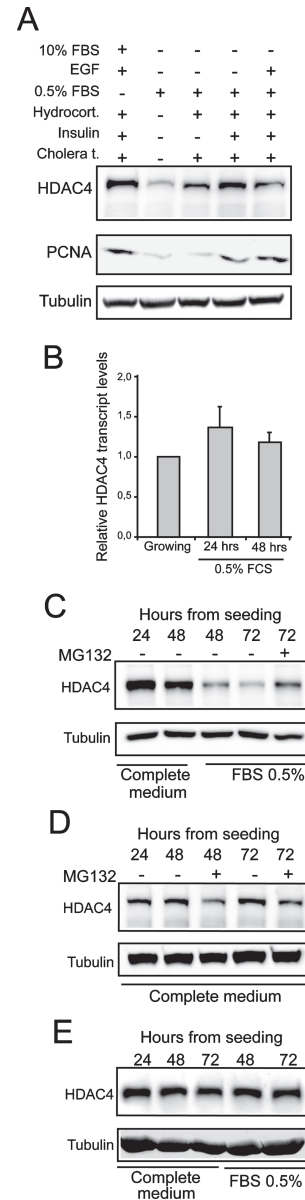 A
10% FBS + - - - -
EGF + - - - +
0.5% FBS - + + + +
Hydrocort. + - + + +
Insulin + - - + +
Cholera t. + - + + +
HDAC4
PCNA
Tubulin
B
Relative HDAC4 transcript levels
2,0
1,5
1,0
0,5
0,0
Growing 24 hrs 48 hrs
0.5% FCS
C
Hours from seeding
24 48 48 72 72
MG132 - - - - +
HDAC4
Tubulin
Complete medium FBS 0.5%
D
Hours from seeding
24 48 48 72 72
MG132 - - + - +
HDAC4
Tubulin
Complete medium
E
Hours from seeding
24 48 72 48 72
HDAC4
Tubulin
Complete medium FBS 0.5%